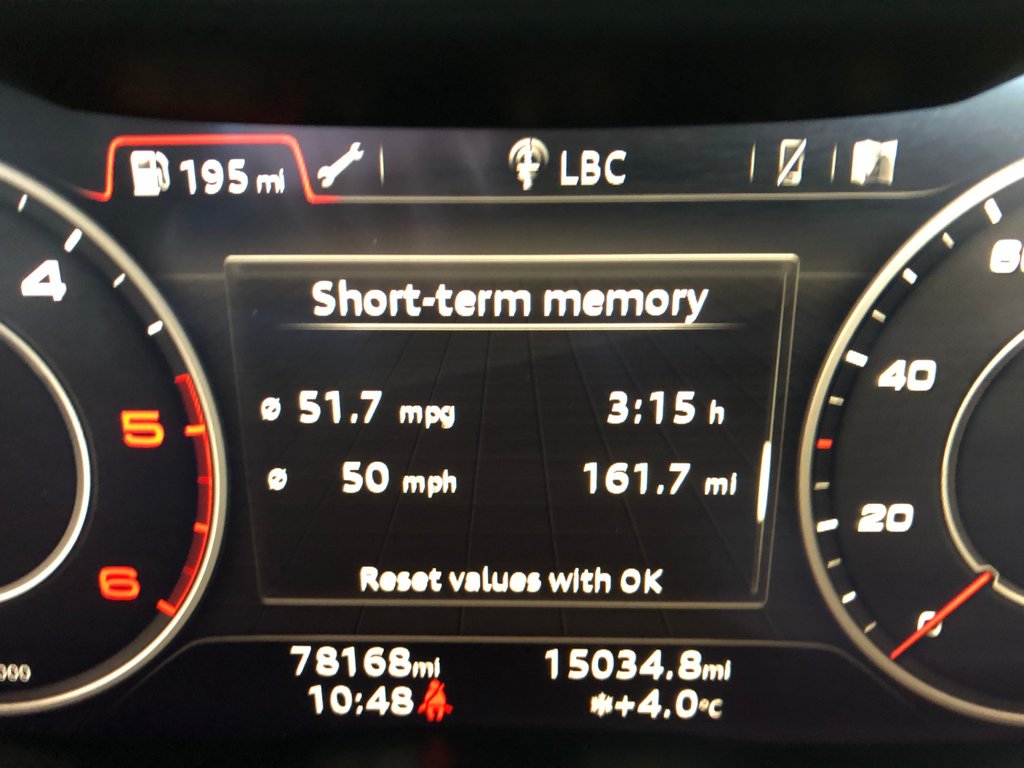 195 mi
LBC
Short-term memory
ø 51.7 mpg 3:15 h
ø 50 mph 161.7 mi
Reset values with OK
78168mi 15034.8mi
10:48 +4.0°C
4
5
6
40
20
0